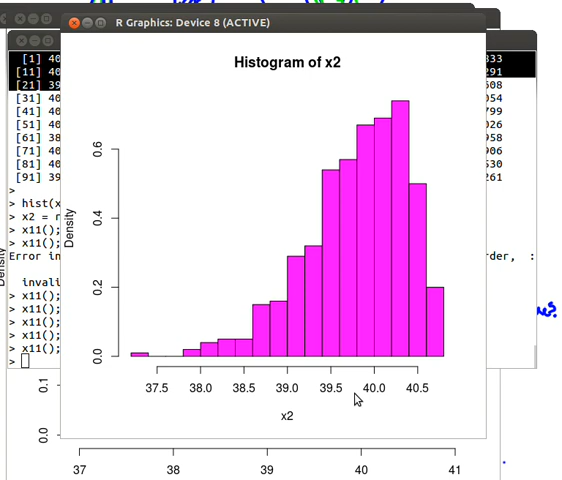 R Graphics: Device 8 (ACTIVE)
Histogram of x2
Density
0.0
0.2
0.4
0.6
37.5 38.0 38.5 39.0 39.5 40.0 40.5
x2
[1] 40 833
[11] 40 291
[21] 39 608
[31] 40 054
[41] 40 799
[51] 40 026
[61] 38 958
[71] 40 906
[81] 40 530
[91] 39 261
>
> hist(x
> x2 = r
> x11();
> x11();
Error in rder, :
invali
> x11();
> x11();
> x11();
> x11();
> x11();
>
Density
0.1
0.0
37 38 39 40 41